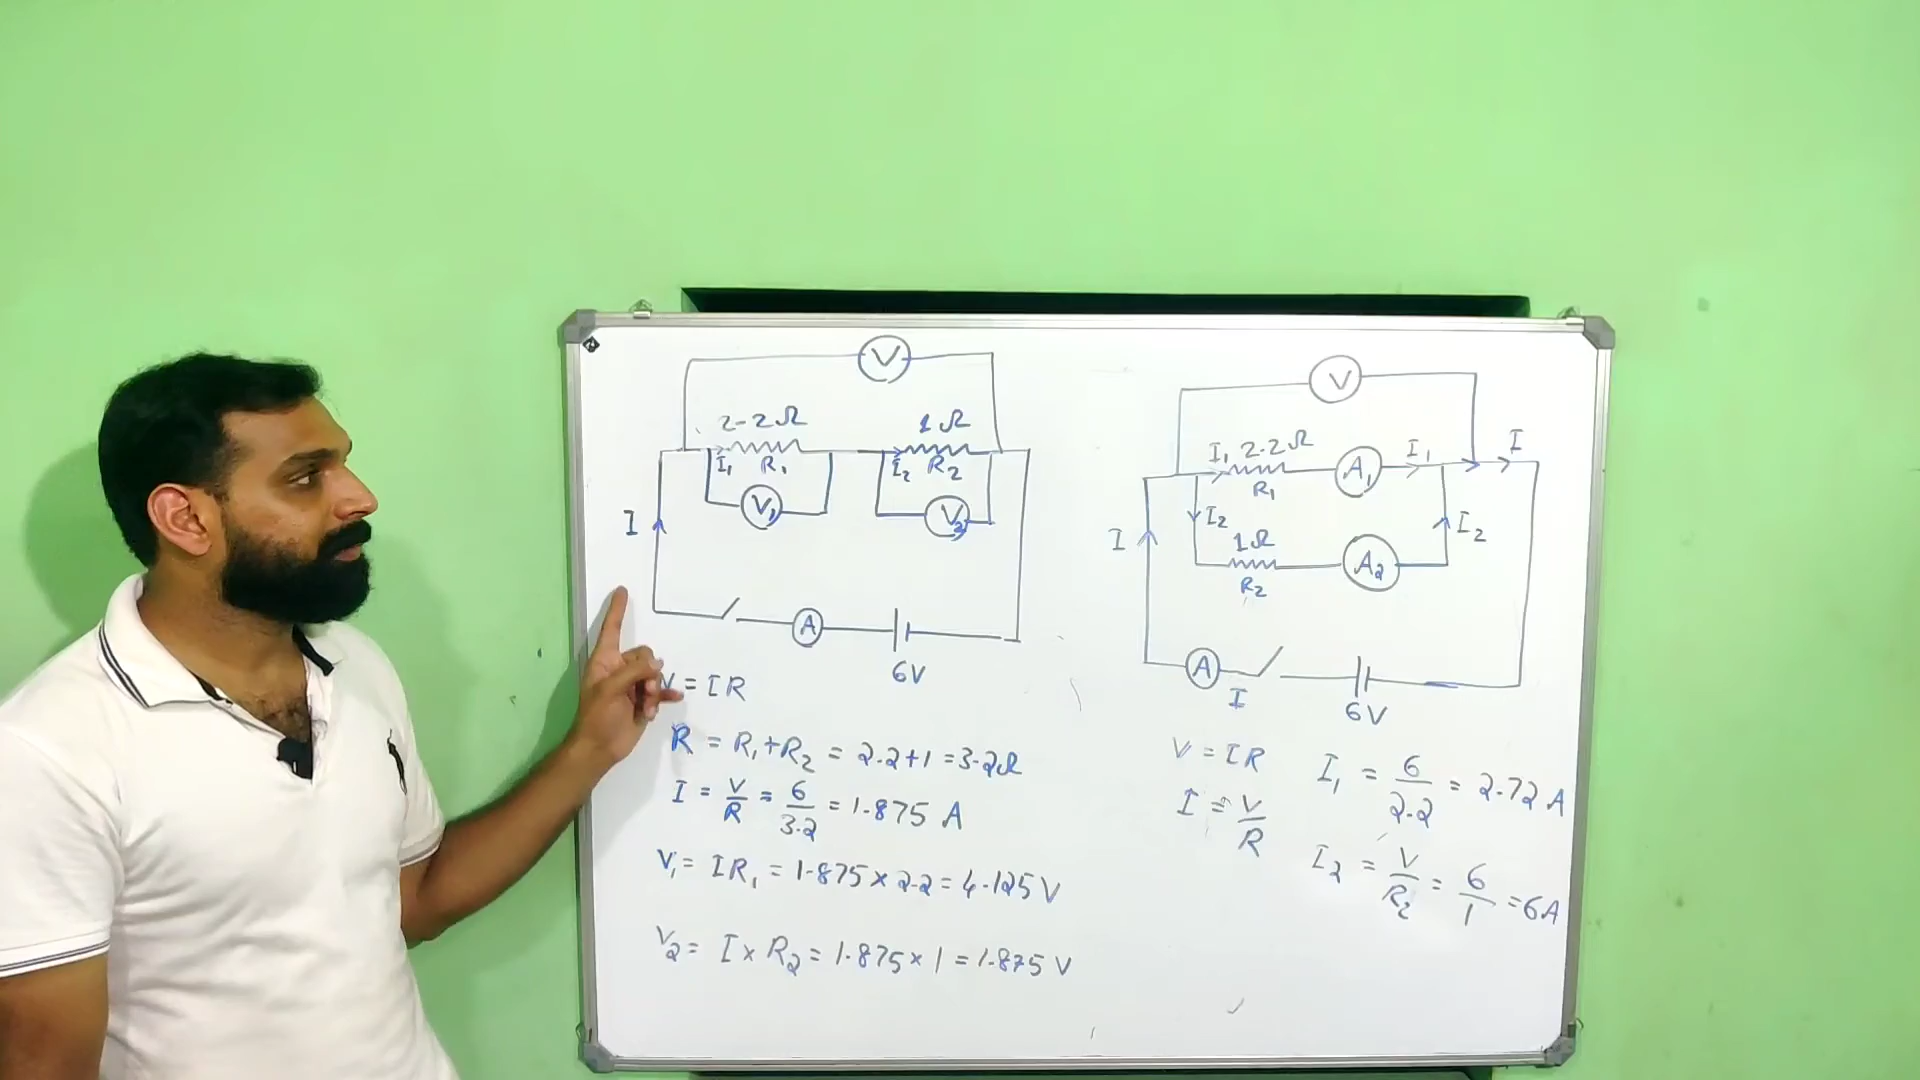 V
2-2Ω
1Ω
I₁ R₁
I₂ R₂
V₁
V₂
I
A
6V
V = IR
R = R₁+R₂ = 2.2+1 = 3.2Ω
I = V/R = 6/3.2 = 1.875 A
V₁ = IR₁ = 1.875 × 2.2 = 4.125 V
V₂ = I × R₂ = 1.875 × 1 = 1.875 V
V
I₁ 2-2Ω A₁ I₁ I
R₁
I₂
I₂
I
1Ω
A₂
R₂
A
I
6V
V = IR
I = V/R
I₁ = 6/2.2 = 2.72 A
I₂ = V/R₂ = 6/1 = 6A